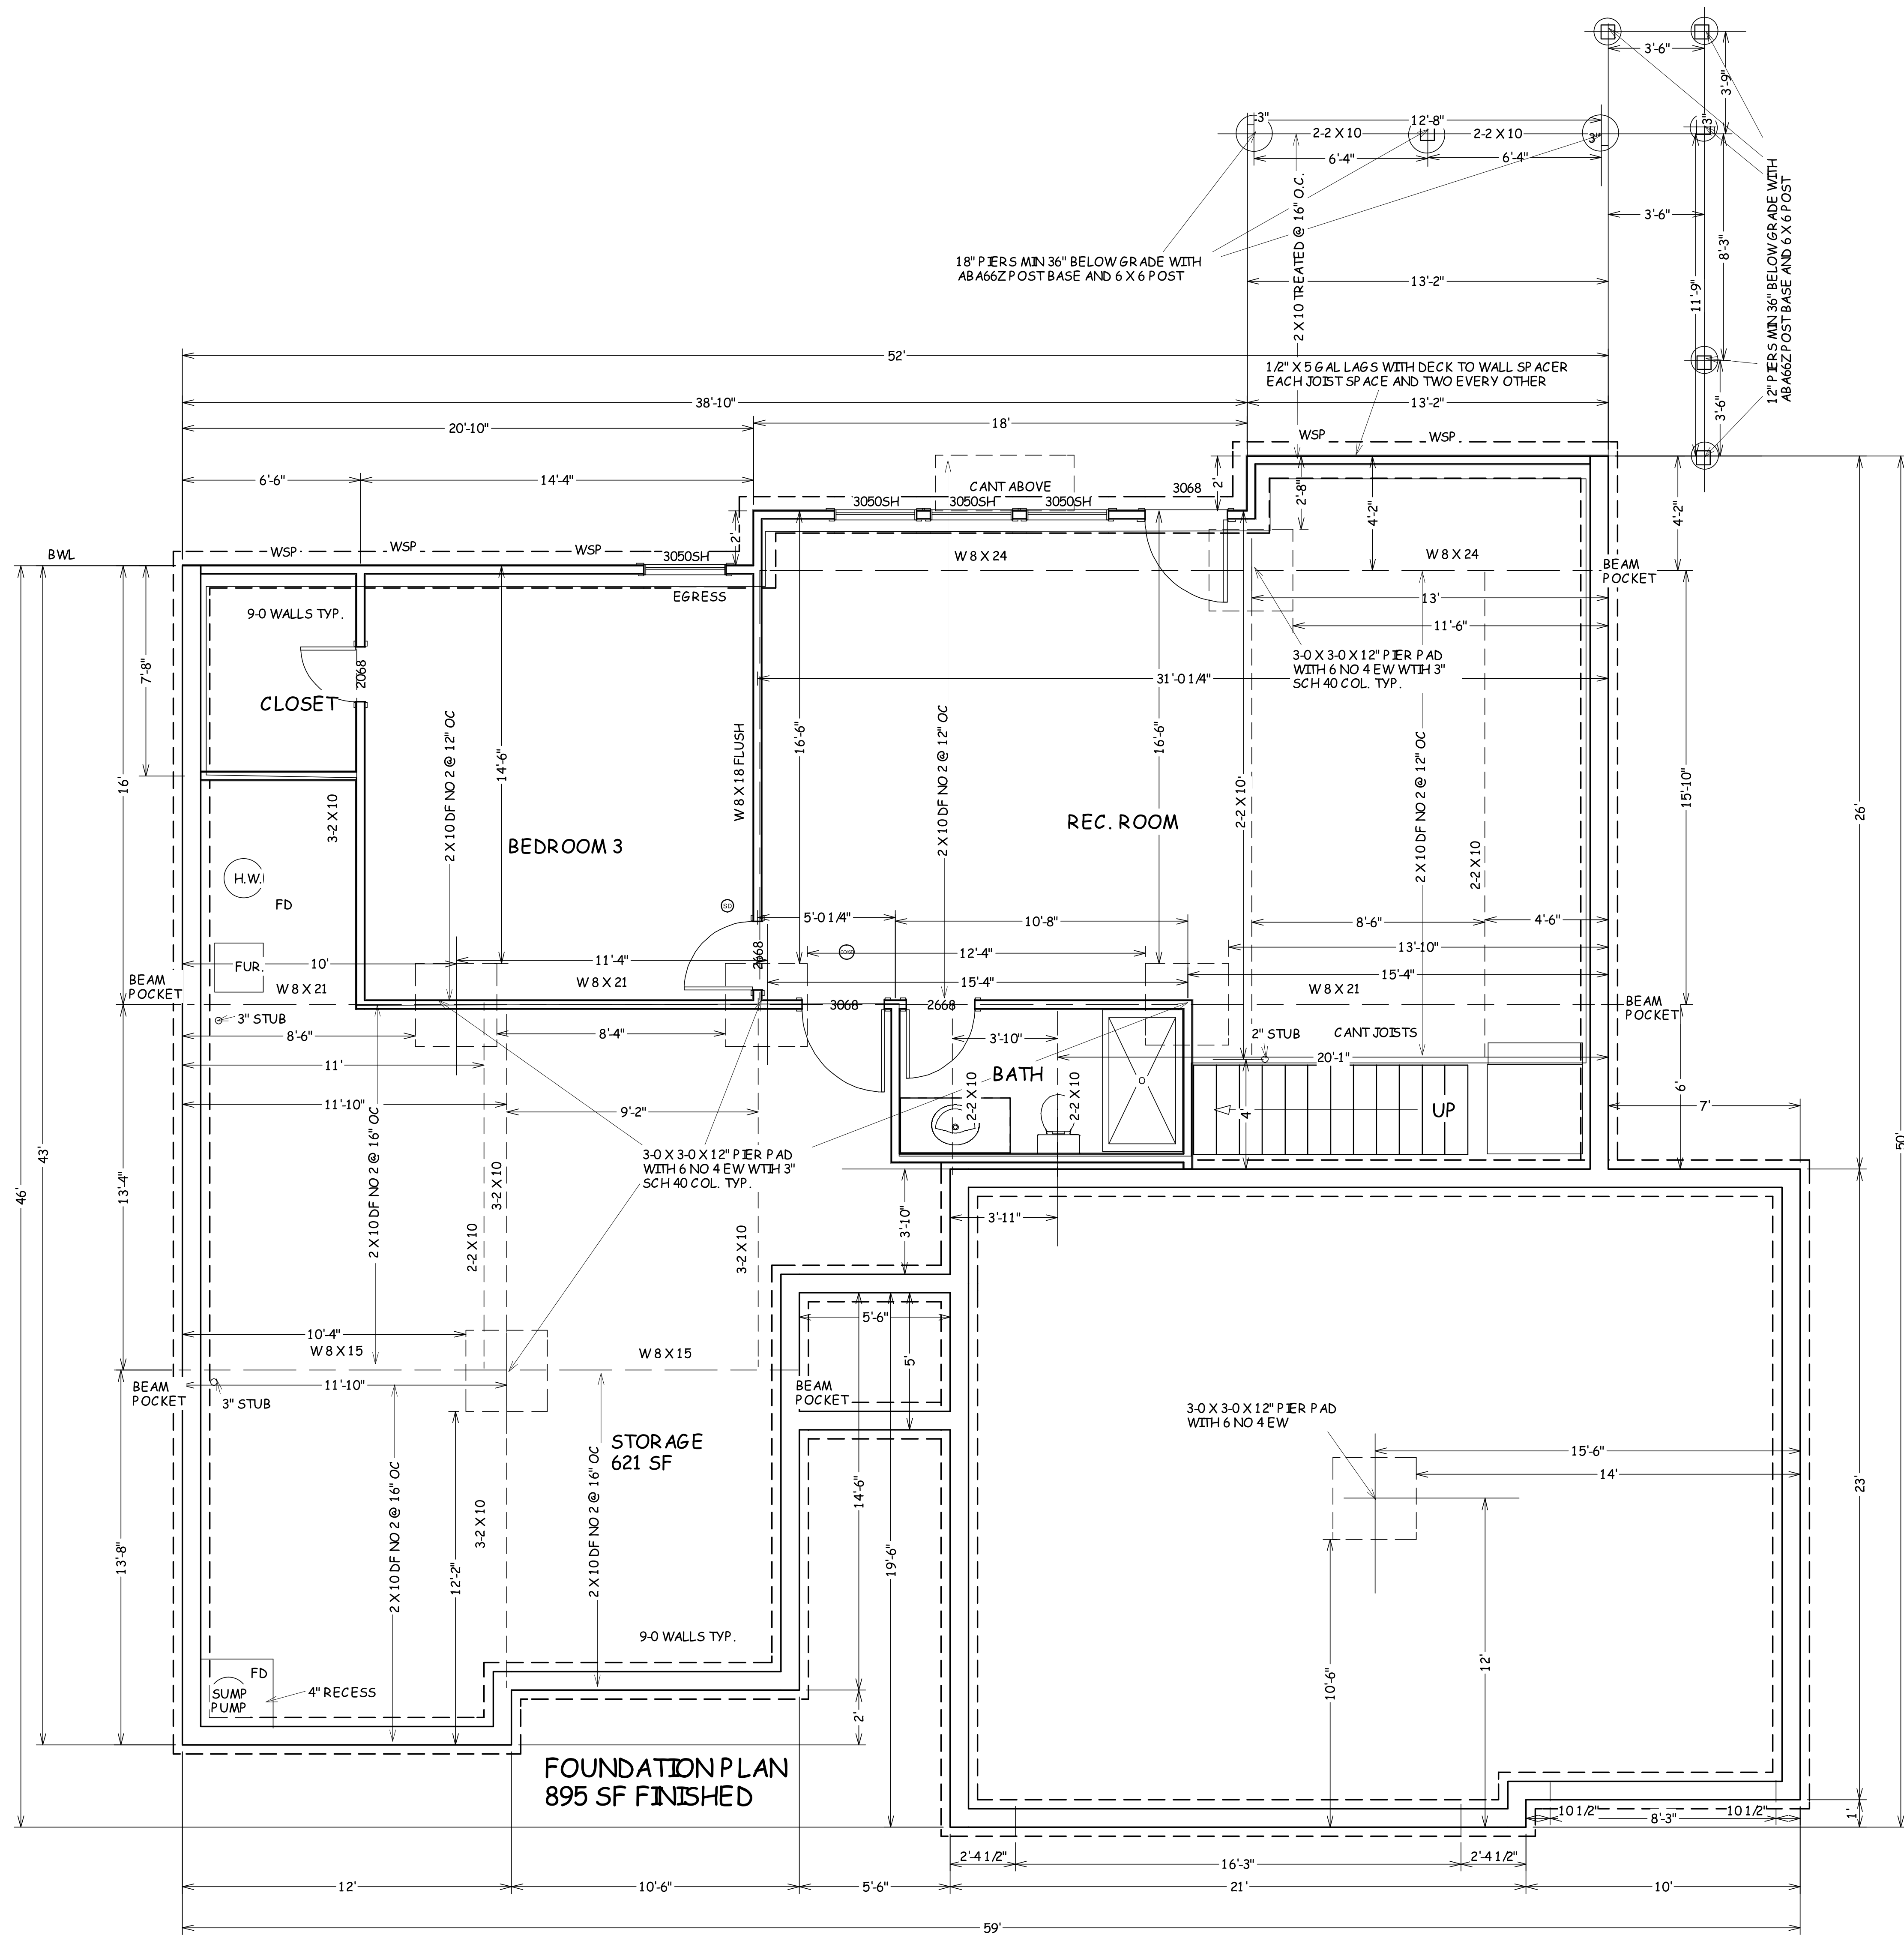 3'-6"
3'-9"
3"
12'-8"
3"
2-2 X 10
2-2 X 10
3"
6'-4"
6'-4"
3'-6"
8'-3"
11'-9"
3'-6"
12" PIERS MIN 36" BELOW GRADE WITH
ABA66Z POST BASE AND 6 X 6 POST
2 X 10 TREATED @ 16" O.C.
18" PIERS MIN 36" BELOW GRADE WITH
ABA66Z POST BASE AND 6 X 6 POST
13'-2"
52'
1/2" X 5 GAL LAGS WITH DECK TO WALL SPACER
EACH JOIST SPACE AND TWO EVERY OTHER
38'-10"
13'-2"
20'-10"
18'
WSP
WSP
6'-6"
14'-4"
CANT ABOVE
3068
2'
2'-8"
4'-2"
4'-2"
3050SH
3050SH
3050SH
2'
BWL
WSP
WSP
WSP
3050SH
W 8 X 24
W 8 X 24
BEAM
POCKET
EGRESS
13'
9-0 WALLS TYP.
11'-6"
3-0 X 3-0 X 12" PIER PAD
WITH 6 NO 4 EW WTIH 3"
SCH 40 COL. TYP.
7'-8"
2068
CLOSET
31'-0 1/4"
2 X 10 DF NO 2 @ 12" OC
14'-6"
W 8 X 18 FLUSH
16'-6"
2 X 10 DF NO 2 @ 12" OC
16'-6"
2-2 X 10
2 X 10 DF NO 2 @ 12" OC
15'-10"
16'
26'
3-2 X 10
BEDROOM 3
REC. ROOM
2-2 X 10
H.W.
FD
SD
5'-0 1/4"
10'-8"
8'-6"
4'-6"
FUR.
10'
11'-4"
2668
12'-4"
13'-10"
BEAM
POCKET
W 8 X 21
W 8 X 21
15'-4"
15'-4"
W 8 X 21
BEAM
POCKET
3068
2668
3" STUB
8'-6"
8'-4"
3'-10"
2" STUB
CANT JOISTS
20'-1"
11'
BATH
2-2 X 10
2-2 X 10
4'
UP
6'
7'
11'-10"
9'-2"
2 X 10 DF NO 2 @ 16" OC
3-0 X 3-0 X 12" PIER PAD
WITH 6 NO 4 EW WTIH 3"
SCH 40 COL. TYP.
46'
43'
13'-4"
50'
3-2 X 10
2-2 X 10
3-2 X 10
3'-10"
3'-11"
5'-6"
10'-4"
W 8 X 15
W 8 X 15
5'
BEAM
POCKET
11'-10"
3" STUB
BEAM
POCKET
3-0 X 3-0 X 12" PIER PAD
WITH 6 NO 4 EW
STORAGE
621 SF
15'-6"
14'
14'-6"
23'
13'-8"
2 X 10 DF NO 2 @ 16" OC
12'-2"
3-2 X 10
2 X 10 DF NO 2 @ 16" OC
19'-6"
9-0 WALLS TYP.
10'-6"
12'
FD
SUMP
PUMP
4" RECESS
2'
FOUNDATION PLAN
895 SF FINISHED
10 1/2"
8'-3"
10 1/2"
1'
2'-4 1/2"
16'-3"
2'-4 1/2"
12'
10'-6"
5'-6"
21'
10'
59'